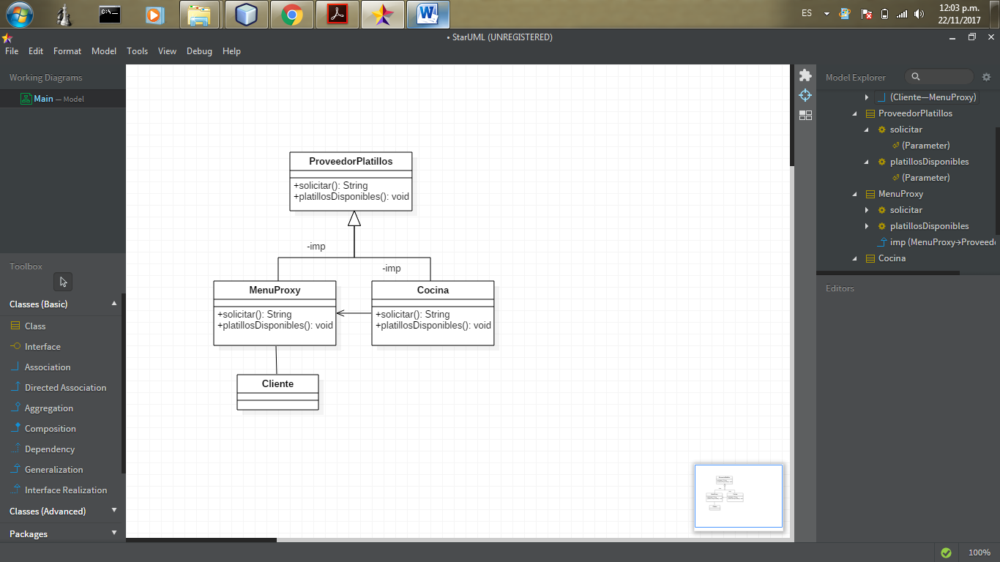 ES
12:03 p.m.
22/11/2017
• StarUML (UNREGISTERED)
File Edit Format Model Tools View Debug Help
Working Diagrams
Main — Model
Toolbox
Classes (Basic)
Class
Interface
Association
Directed Association
Aggregation
Composition
Dependency
Generalization
Interface Realization
Classes (Advanced)
Packages
ProveedorPlatillos
+solicitar(): String
+platillosDisponibles(): void
-imp
-imp
MenuProxy
+solicitar(): String
+platillosDisponibles(): void
Cocina
+solicitar(): String
+platillosDisponibles(): void
Cliente
Model Explorer
(Cliente—MenuProxy)
ProveedorPlatillos
solicitar
(Parameter)
platillosDisponibles
(Parameter)
MenuProxy
solicitar
platillosDisponibles
imp (MenuProxy→Proveedo
Cocina
Editors
100%